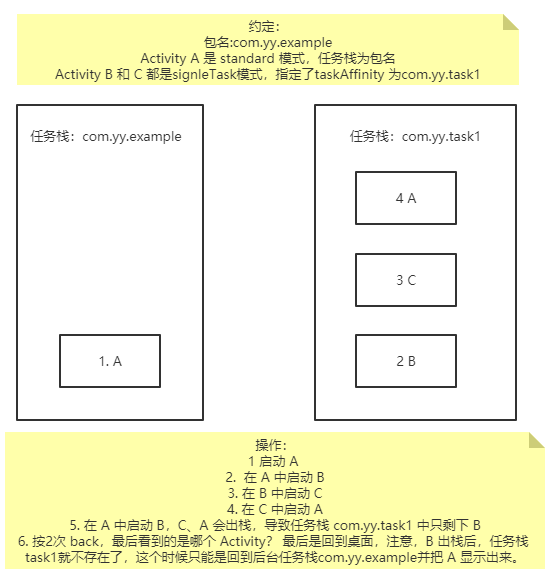 约定：
包名:com.yy.example
Activity A 是 standard 模式，任务栈为包名
Activity B 和 C 都是signleTask模式，指定了taskAffinity 为com.yy.task1
任务栈：com.yy.example
任务栈：com.yy.task1
4 A
3 C
1. A
2 B
操作：
1 启动 A
2. 在 A 中启动 B
3. 在 B 中启动 C
4. 在 C 中启动 A
5. 在 A 中启动 B，C、A 会出栈，导致任务栈 com.yy.task1 中只剩下 B
6. 按2次 back，最后看到的是哪个 Activity？ 最后是回到桌面，注意，B 出栈后，任务栈
task1就不存在了，这个时候只能是回到后台任务栈com.yy.example并把 A 显示出来。